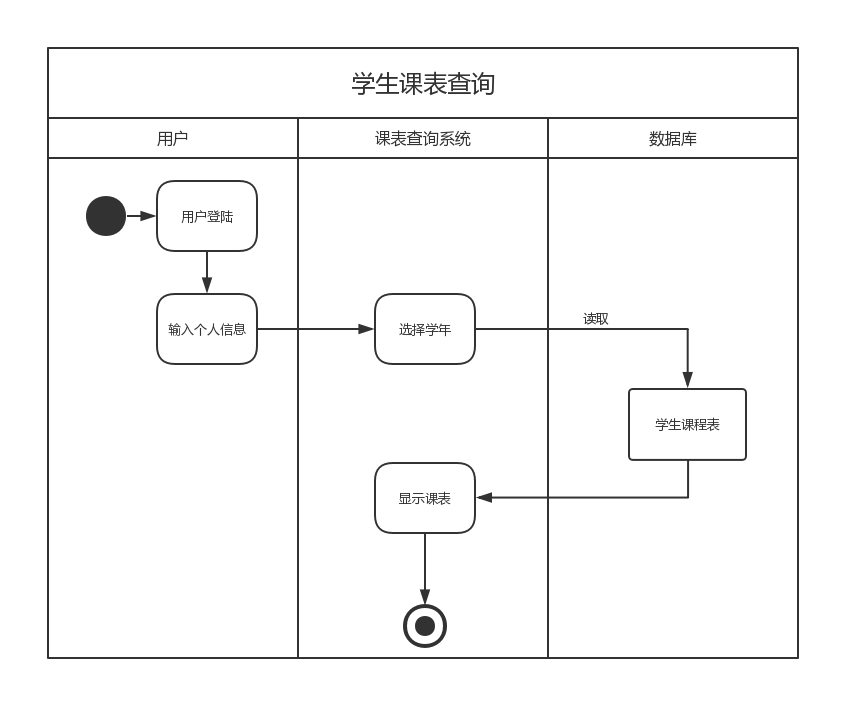 学生课表查询
用户
课表查询系统
数据库
用户登陆
输入个人信息
选择学年
读取
学生课程表
显示课表